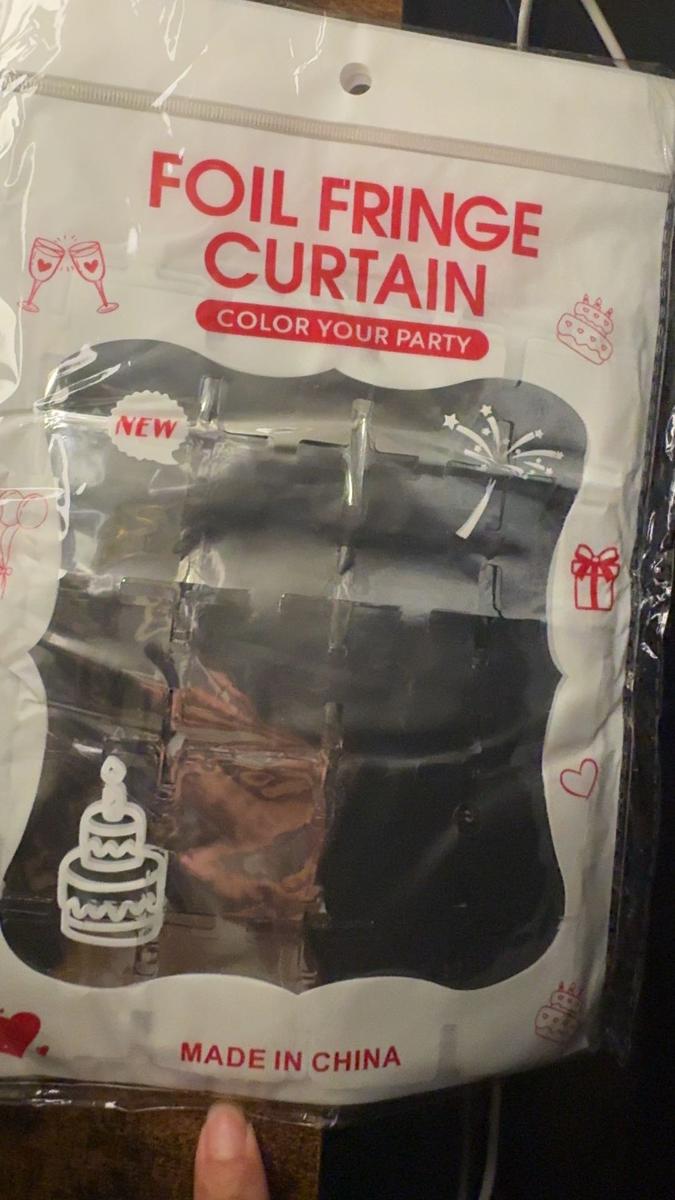 FOIL FRINGE
CURTAIN
COLOR YOUR PARTY
NEW
MADE IN CHINA